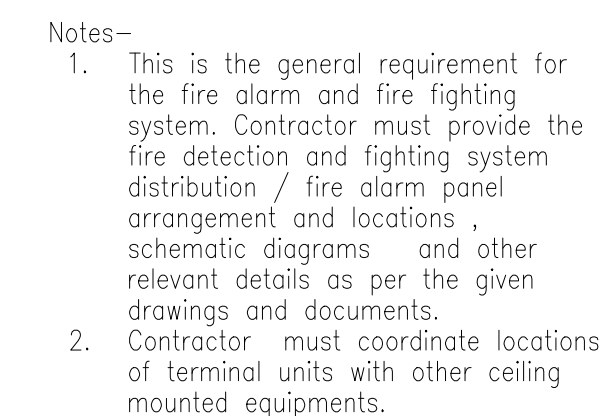 Notes-
1. This is the general requirement for
the fire alarm and fire fighting
system. Contractor must provide the
fire detection and fighting system
distribution / fire alarm panel
arrangement and locations ,
schematic diagrams and other
relevant details as per the given
drawings and documents.
2. Contractor must coordinate locations
of terminal units with other ceiling
mounted equipments.